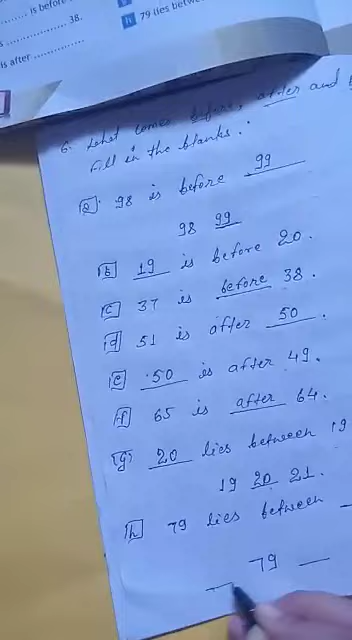 is before
38.
is after
h 79 lies betw
6. What comes before, after and
fill in the blanks.
a 98 is before 99
98 99
b 19 is before 20.
c 37 is before 38.
d 51 is after 50.
e 50 is after 49.
f 65 is after 64.
g 20 lies between 19
19 20 21.
h 79 lies between
79